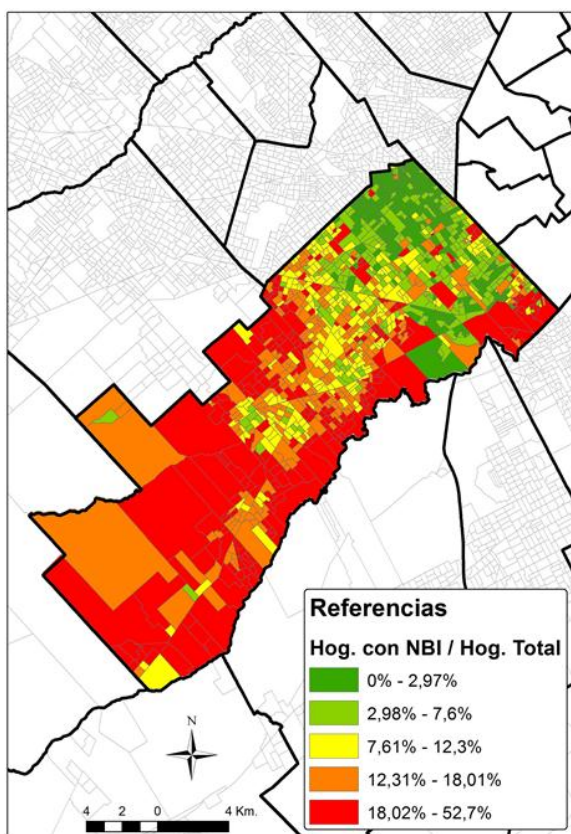 Referencias
Hog. con NBI / Hog. Total
0% - 2,97%
2,98% - 7,6%
7,61% - 12,3%
12,31% - 18,01%
18,02% - 52,7%
N
4 2 0 4 Km.